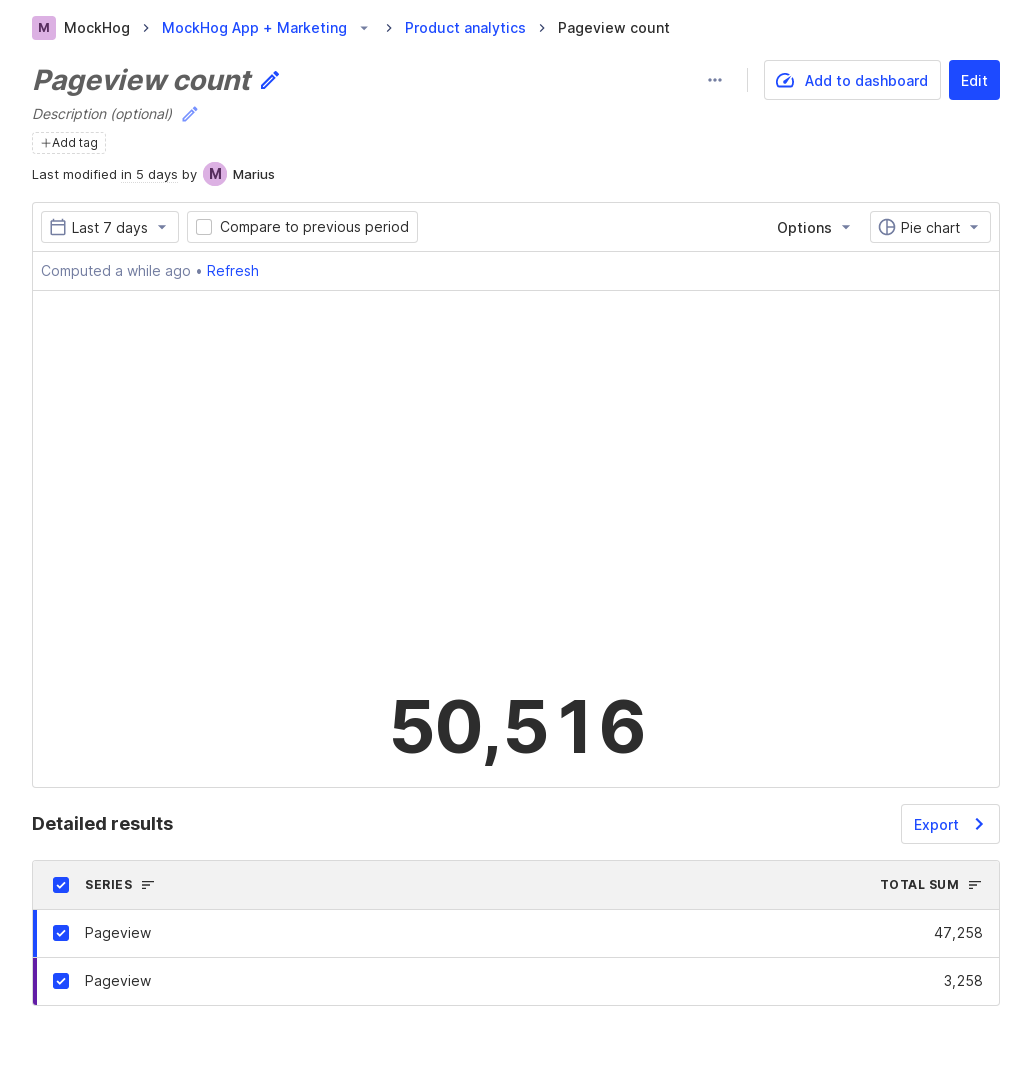 M MockHog MockHog App + Marketing Product analytics Pageview count
Pageview count
Add to dashboard Edit
Description (optional)
Add tag
Last modified in 5 days by M Marius
Last 7 days Compare to previous period Options Pie chart
Computed a while ago • Refresh
50,516
Detailed results Export
SERIES TOTAL SUM
Pageview 47,258
Pageview 3,258